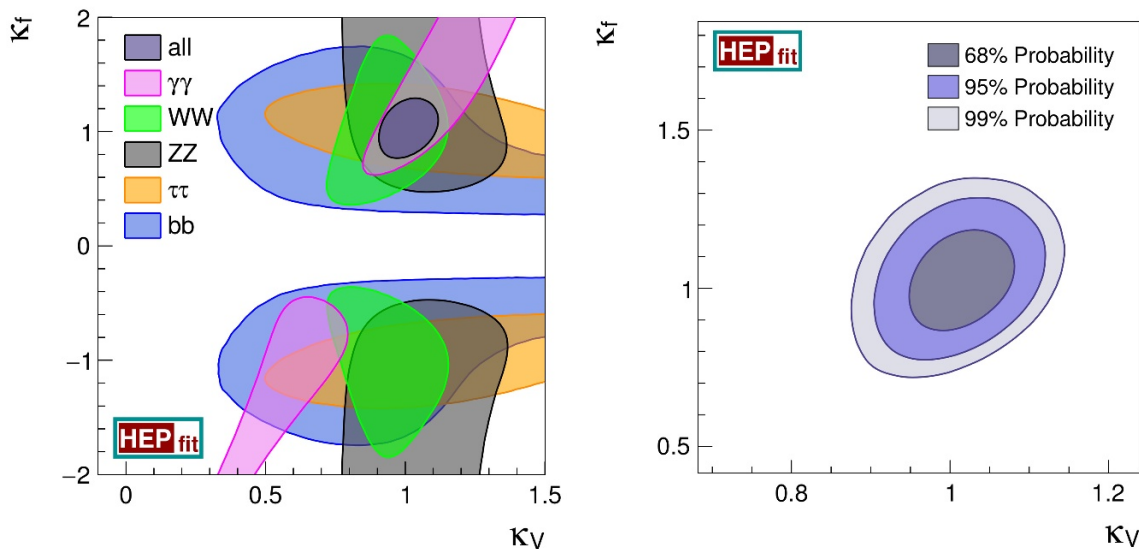 κf
2
1
0
−1
−2
all
γγ
WW
ZZ
ττ
bb
HEP fit
0
0.5
1
1.5
κV
κf
1.5
1
0.5
HEP fit
68% Probability
95% Probability
99% Probability
0.8
1
1.2
κV